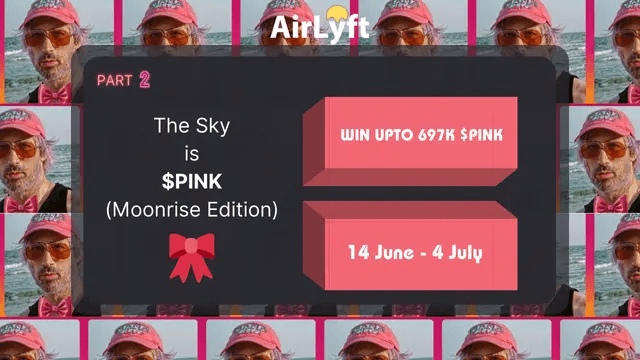 AirLyft
PART 2
The Sky
is
$PINK
(Moonrise Edition)
WIN UPTO 697K $PINK
14 June - 4 July